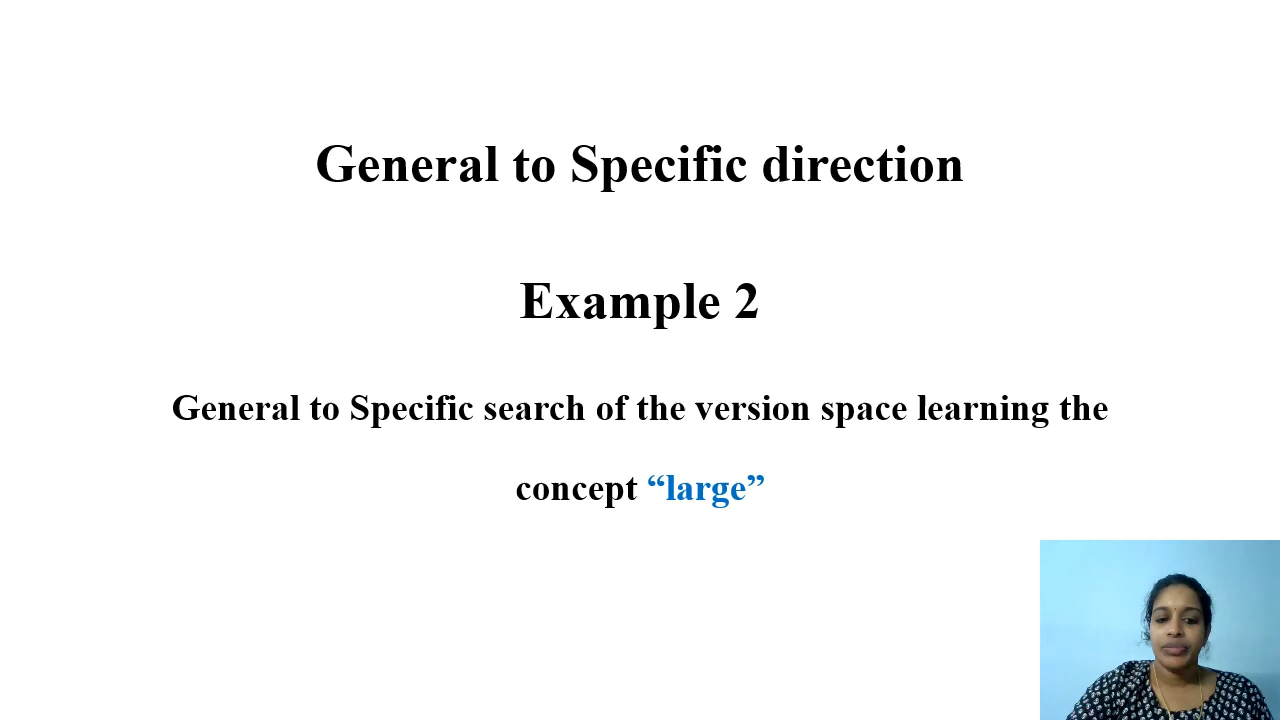 General to Specific direction
Example 2
General to Specific search of the version space learning the
concept “large”